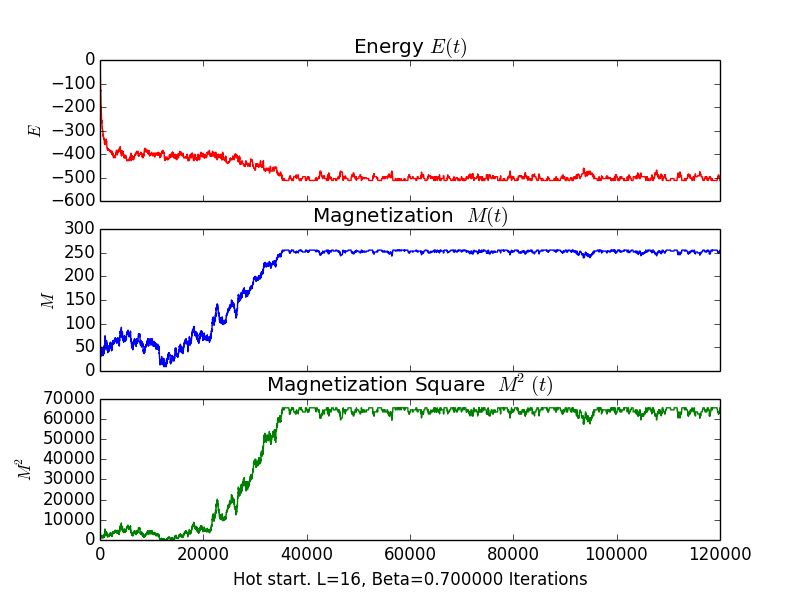 Energy E(t)
0
−100
−200
−300
−400
−500
−600
E
Magnetization M(t)
300
250
200
150
100
50
0
M
Magnetization Square M² (t)
70000
60000
50000
40000
30000
20000
10000
0
M²
0 20000 40000 60000 80000 100000 120000
Hot start. L=16, Beta=0.700000 Iterations